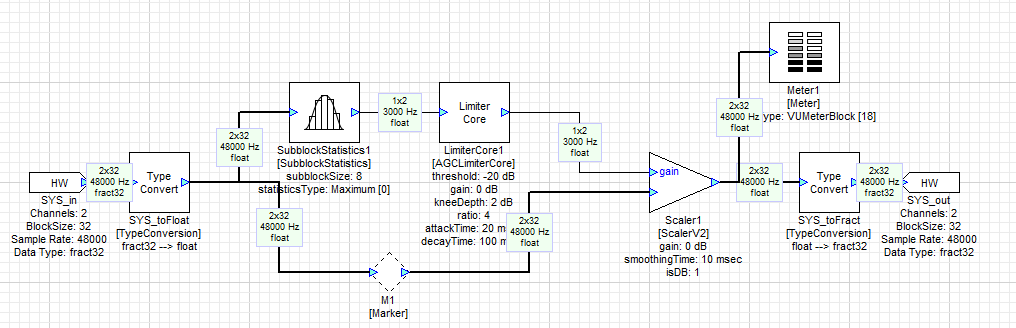 Meter1
[Meter]
ype: VUMeterBlock [18]
2x32
48000 Hz
float
1x2
3000 Hz
float
Limiter
Core
2x32
48000 Hz
float
SubblockStatistics1
[SubblockStatistics]
subblockSize: 8
statisticsType: Maximum [0]
LimiterCore1
[AGCLimiterCore]
threshold: -20 dB
gain: 0 dB
kneeDepth: 2 dB
ratio: 4
attackTime: 20 m
decayTime: 100 m
1x2
3000 Hz
float
HW
SYS_in
Channels: 2
BlockSize: 32
Sample Rate: 48000
Data Type: fract32
2x32
48000 Hz
fract32
Type
Convert
SYS_toFloat
[TypeConversion]
fract32 --> float
2x32
48000 Hz
float
2x32
48000 Hz
float
gain
Scaler1
[ScalerV2]
gain: 0 dB
smoothingTime: 10 msec
isDB: 1
2x32
48000 Hz
float
Type
Convert
SYS_toFract
[TypeConversion]
float --> fract32
2x32
48000 Hz
fract32
HW
SYS_out
Channels: 2
BlockSize: 32
Sample Rate: 48000
Data Type: fract32
M1
[Marker]